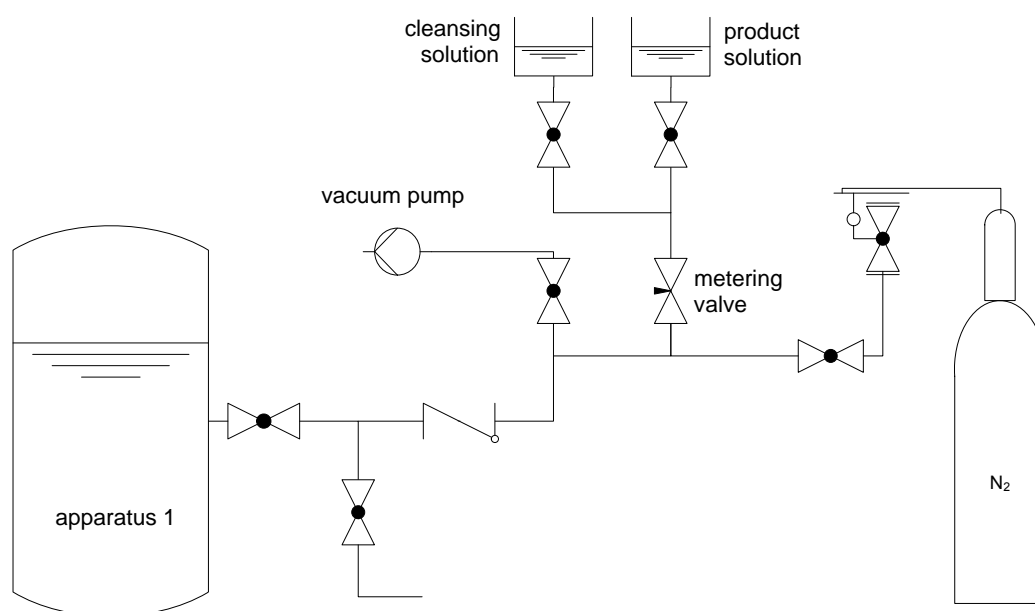 cleansing
solution
product
solution
vacuum pump
metering
valve
apparatus 1
N₂